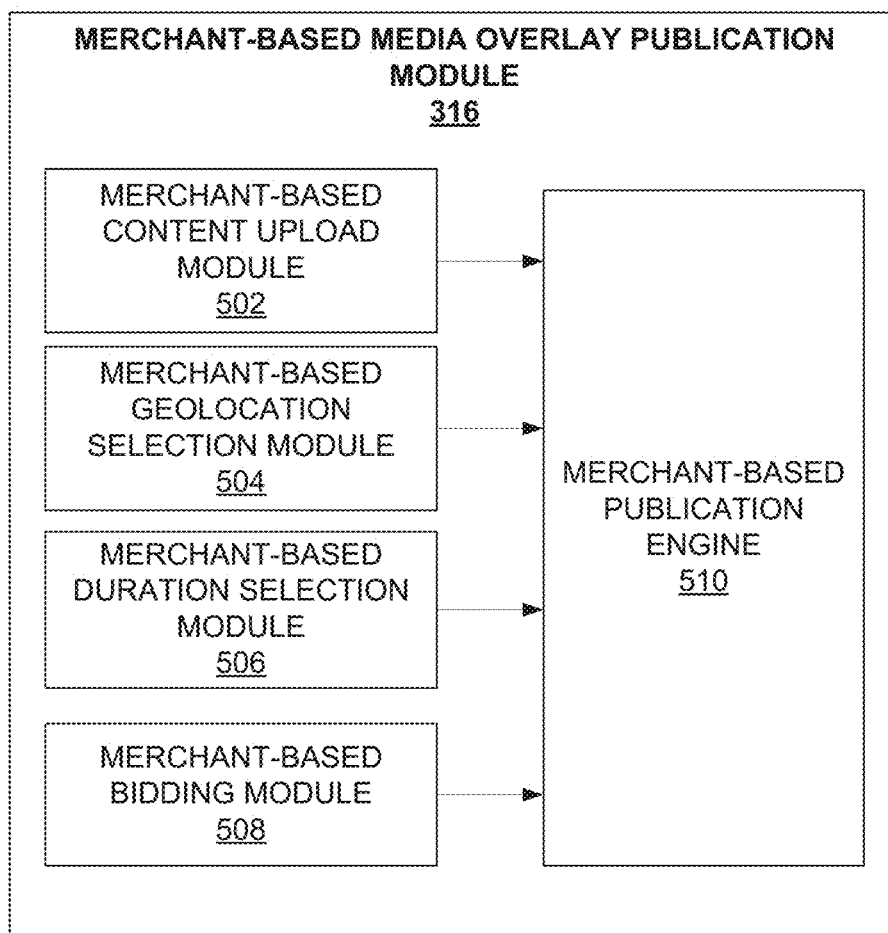 MERCHANT-BASED MEDIA OVERLAY PUBLICATION
MODULE
316
MERCHANT-BASED
CONTENT UPLOAD
MODULE
502
MERCHANT-BASED
GEOLOCATION
SELECTION MODULE
504
MERCHANT-BASED
DURATION SELECTION
MODULE
506
MERCHANT-BASED
BIDDING MODULE
508
MERCHANT-BASED
PUBLICATION
ENGINE
510